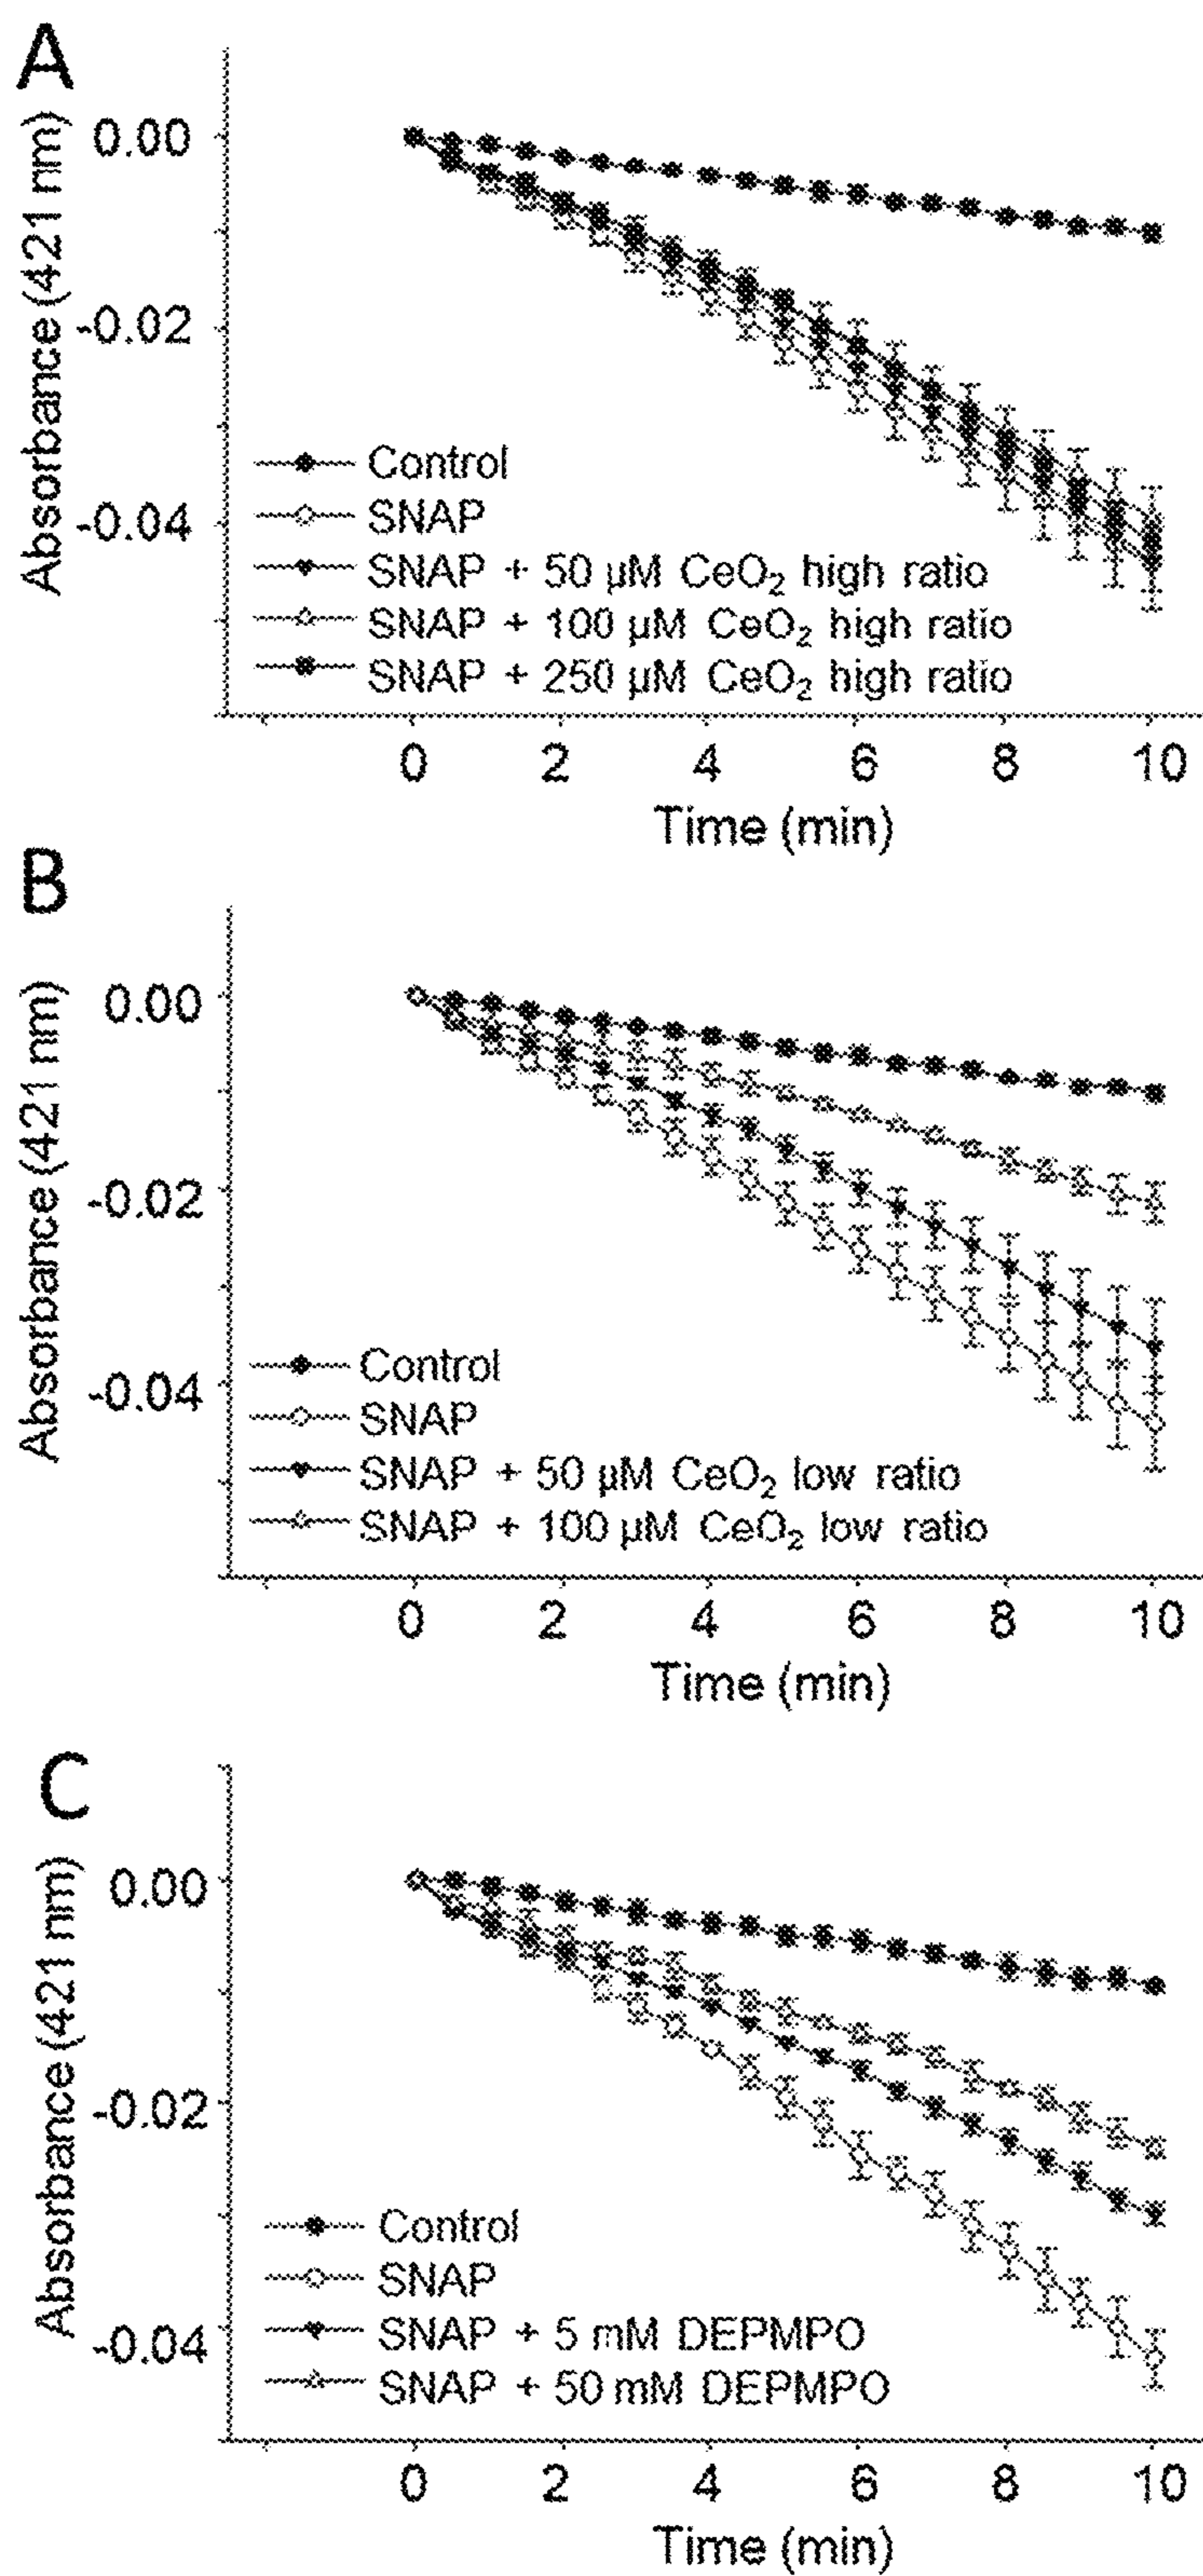 A
Absorbance (421 nm)
0.00
-0.02
-0.04
Control
SNAP
SNAP + 50 µM CeO₂ high ratio
SNAP + 100 µM CeO₂ high ratio
SNAP + 250 µM CeO₂ high ratio
0 2 4 6 8 10
Time (min)
B
Absorbance (421 nm)
0.00
-0.02
-0.04
Control
SNAP
SNAP + 50 µM CeO₂ low ratio
SNAP + 100 µM CeO₂ low ratio
0 2 4 6 8 10
Time (min)
C
Absorbance (421 nm)
0.00
-0.02
-0.04
Control
SNAP
SNAP + 5 mM DEPMPO
SNAP + 50 mM DEPMPO
0 2 4 6 8 10
Time (min)